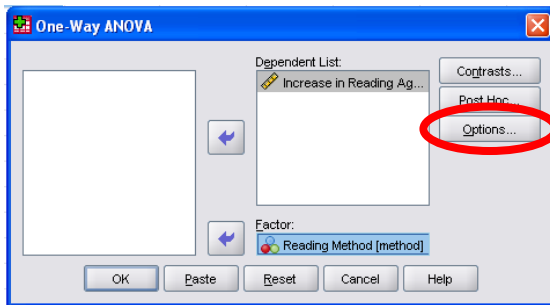 One-Way ANOVA
Dependent List:
Increase in Reading Ag...
Contrasts...
Post Hoc...
Options...
Factor:
Reading Method [method]
OK
Paste
Reset
Cancel
Help